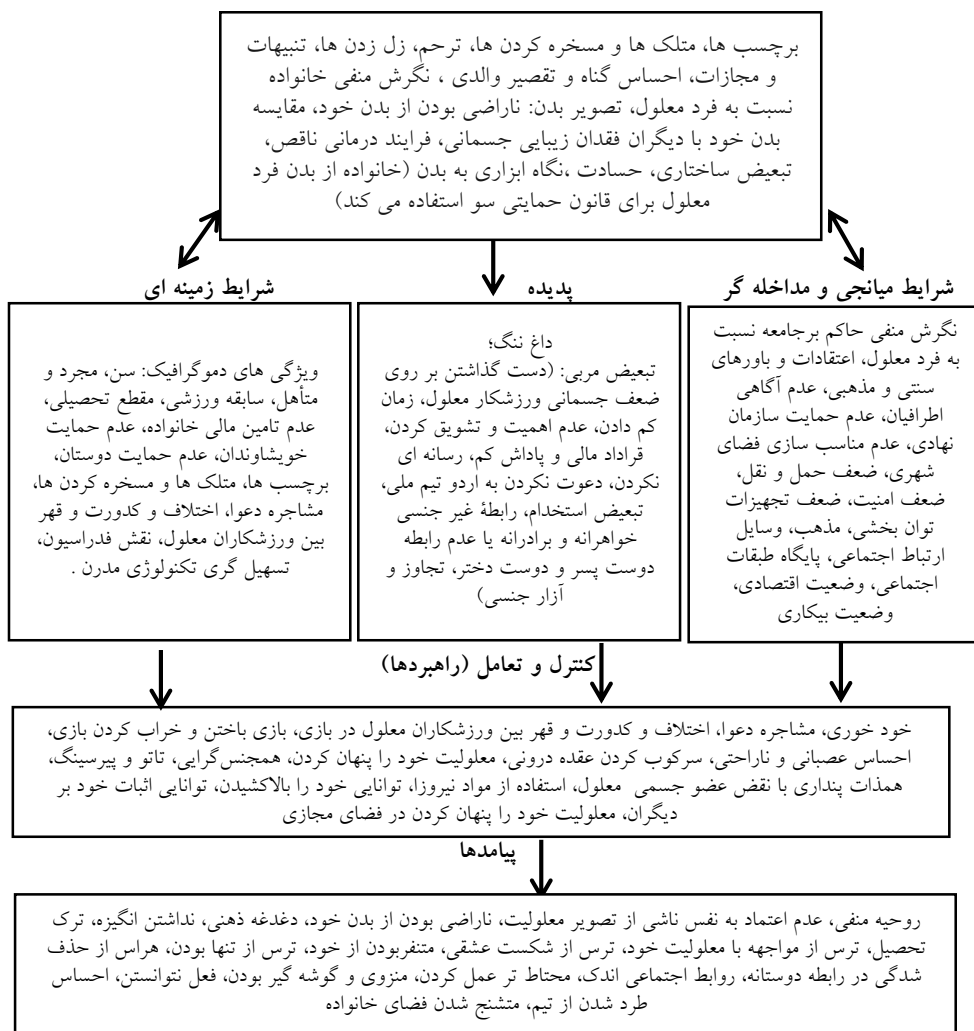 برچسب ها، متلک ها و مسخره کردن ها، ترحم، زل زدن ها، تنبیهات
و مجازات، احساس گناه و تقصیر والدی ، نگرش منفی خانواده
نسبت به فرد معلول، تصویر بدن: ناراضی بودن از بدن خود، مقایسه
بدن خود با دیگران فقدان زیبایی جسمانی، فرایند درمانی ناقص،
تبعیض ساختاری، حسادت ،نگاه ابزاری به بدن (خانواده از بدن فرد
معلول برای قانون حمایتی سو استفاده می کند)
شرایط میانجی و مداخله گر
نگرش منفی حاکم برجامعه نسبت
به فرد معلول، اعتقادات و باورهای
سنتی و مذهبی، عدم آگاهی
اطرافیان، عدم حمایت سازمان
نهادی، عدم مناسب سازی فضای
شهری، ضعف حمل و نقل،
ضعف امنیت، ضعف تجهیزات
توان بخشی، مذهب، وسایل
ارتباط اجتماعی، پایگاه طبقات
اجتماعی، وضعیت اقتصادی،
وضعیت بیکاری
پدیده
داغ ننگ؛
تبعیض مربی: (دست گذاشتن بر روی
ضعف جسمانی ورزشکار معلول، زمان
کم دادن، عدم اهمیت و تشویق کردن،
قراداد مالی و پاداش کم، رسانه ای
نکردن، دعوت نکردن به اردو تیم ملی،
تبعیض استخدام، رابطهٔ غیر جنسی
خواهرانه و برادرانه یا عدم رابطه
دوست پسر و دوست دختر، تجاوز و
آزار جنسی)
شرایط زمینه ای
ویژگی های دموگرافیک: سن، مجرد و
متأهل، سابقه ورزشی، مقطع تحصیلی،
عدم تامین مالی خانواده، عدم حمایت
خویشاوندان، عدم حمایت دوستان،
برچسب ها، متلک ها و مسخره کردن ها،
مشاجره دعوا، اختلاف و کدورت و قهر
بین ورزشکاران معلول، نقش فدراسیون،
تسهیل گری تکنولوژی مدرن .
کنترل و تعامل (راهبردها)
خود خوری، مشاجره دعوا، اختلاف و کدورت و قهر بین ورزشکاران معلول در بازی، بازی باختن و خراب کردن بازی،
احساس عصبانی و ناراحتی، سرکوب کردن عقده درونی، معلولیت خود را پنهان کردن، همجنس‌گرایی، تاتو و پیرسینگ،
همذات پنداری با نقض عضو جسمی معلول، استفاده از مواد نیروزا، توانایی خود را بالاکشیدن، توانایی اثبات خود بر
دیگران، معلولیت خود را پنهان کردن در فضای مجازی
پیامدها
روحیه منفی، عدم اعتماد به نفس ناشی از تصویر معلولیت، ناراضی بودن از بدن خود، دغدغه ذهنی، نداشتن انگیزه، ترک
تحصیل، ترس از مواجهه با معلولیت خود، ترس از شکست عشقی، متنفربودن از خود، ترس از تنها بودن، هراس از حذف
شدگی در رابطه دوستانه، روابط اجتماعی اندک، محتاط تر عمل کردن، منزوی و گوشه گیر بودن، فعل نتوانستن، احساس
طرد شدن از تیم، متشنج شدن فضای خانواده